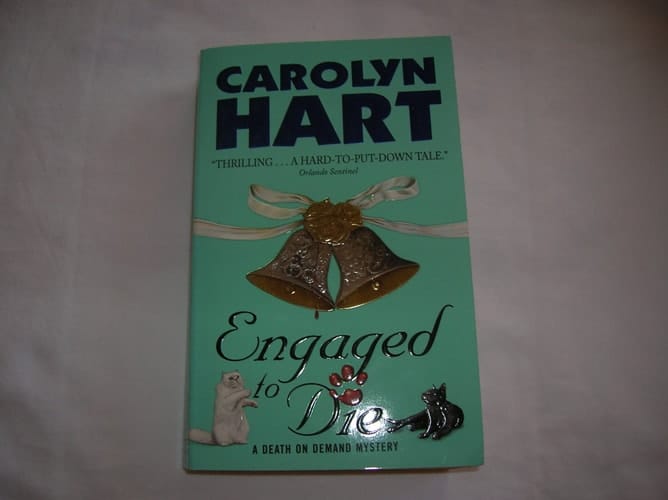 CAROLYN
HART
"THRILLING . . . A HARD-TO-PUT-DOWN TALE."
Orlando Sentinel
Engaged
to
Die
A DEATH ON DEMAND MYSTERY